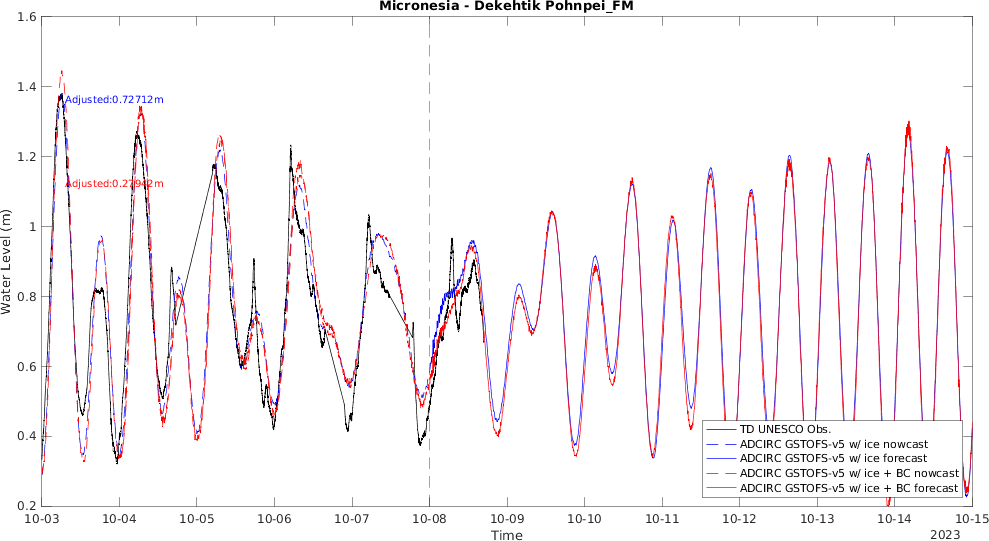 Micronesia - Dekehtik Pohnpei_FM
1.6
1.4
1.2
1
0.8
0.6
0.4
0.2
Water Level (m)
Adjusted:0.72712m
Adjusted:0.27942m
TD UNESCO Obs.
ADCIRC GSTOFS-v5 w/ ice nowcast
ADCIRC GSTOFS-v5 w/ ice forecast
ADCIRC GSTOFS-v5 w/ ice + BC nowcast
ADCIRC GSTOFS-v5 w/ ice + BC forecast
10-03 10-04 10-05 10-06 10-07 10-08 10-09 10-10 10-11 10-12 10-13 10-14 10-15
Time
2023